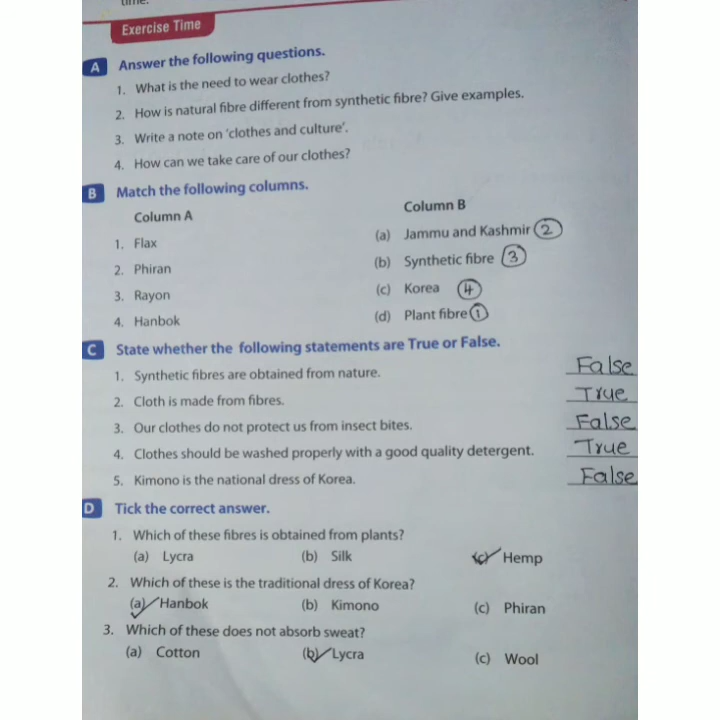 time.
Exercise Time
A Answer the following questions.
1. What is the need to wear clothes?
2. How is natural fibre different from synthetic fibre? Give examples.
3. Write a note on 'clothes and culture'.
4. How can we take care of our clothes?
B Match the following columns.
Column A Column B
1. Flax (a) Jammu and Kashmir 2
2. Phiran (b) Synthetic fibre 3
3. Rayon (c) Korea 4
4. Hanbok (d) Plant fibre 1
C State whether the following statements are True or False.
1. Synthetic fibres are obtained from nature. False
2. Cloth is made from fibres. True
3. Our clothes do not protect us from insect bites. False
4. Clothes should be washed properly with a good quality detergent. True
5. Kimono is the national dress of Korea. False
D Tick the correct answer.
1. Which of these fibres is obtained from plants?
(a) Lycra (b) Silk (c) Hemp
2. Which of these is the traditional dress of Korea?
(a) Hanbok (b) Kimono (c) Phiran
3. Which of these does not absorb sweat?
(a) Cotton (b) Lycra (c) Wool